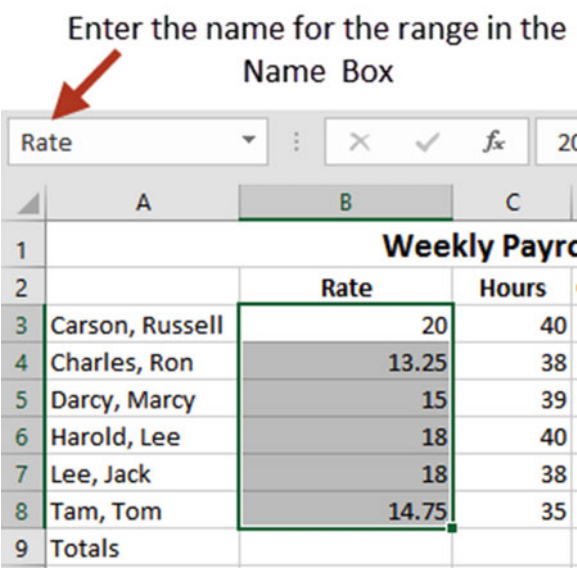 Enter the name for the range in the
Name Box
Rate
fx
20
A B C
1 Weekly Payro
2 Rate Hours
3 Carson, Russell 20 40
4 Charles, Ron 13.25 38
5 Darcy, Marcy 15 39
6 Harold, Lee 18 40
7 Lee, Jack 18 38
8 Tam, Tom 14.75 35
9 Totals